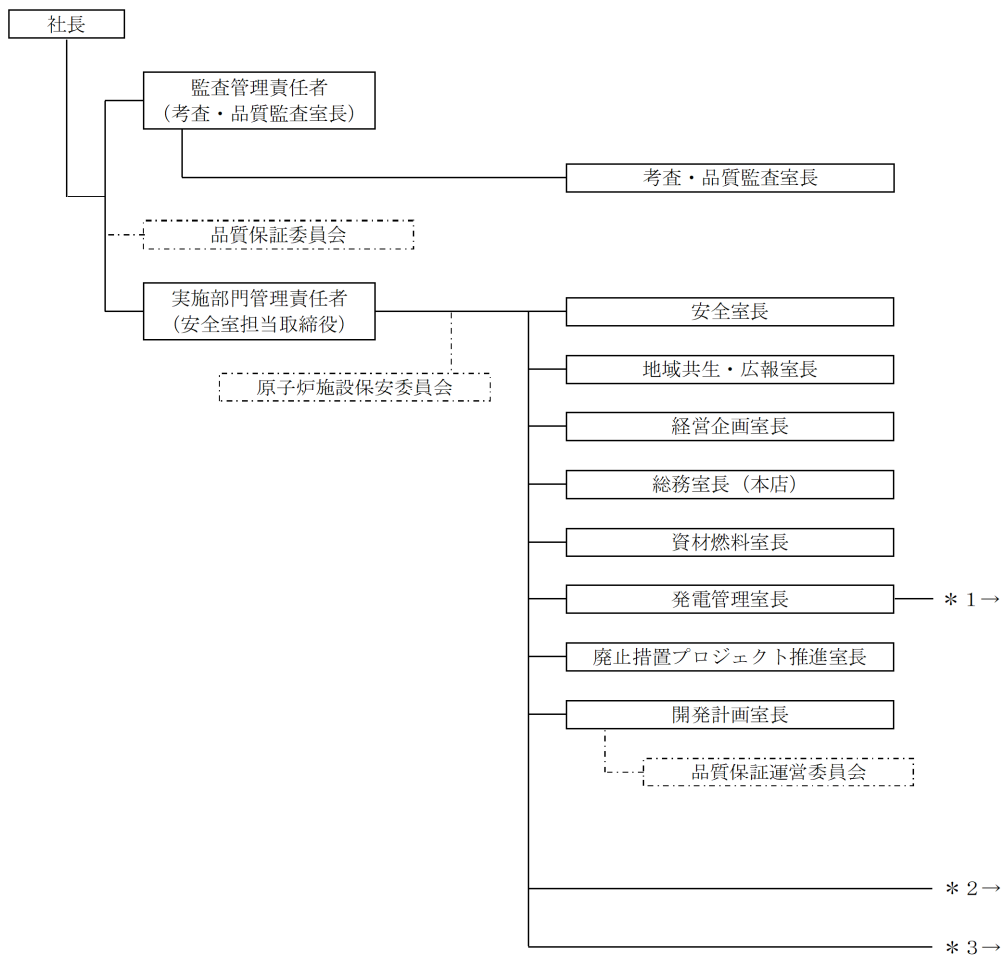 社長
監査管理責任者
（考査・品質監査室長）
考査・品質監査室長
品質保証委員会
実施部門管理責任者
（安全室担当取締役）
安全室長
地域共生・広報室長
原子炉施設保安委員会
経営企画室長
総務室長（本店）
資材燃料室長
発電管理室長
＊１→
廃止措置プロジェクト推進室長
開発計画室長
品質保証運営委員会
＊２→
＊３→